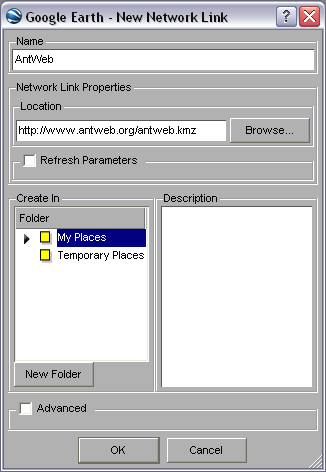 Google Earth - New Network Link
Name
AntWeb
Network Link Properties
Location
http://www.antweb.org/antweb.kmz
Browse...
Refresh Parameters
Create In
Folder
My Places
Temporary Places
New Folder
Description
Advanced
OK
Cancel